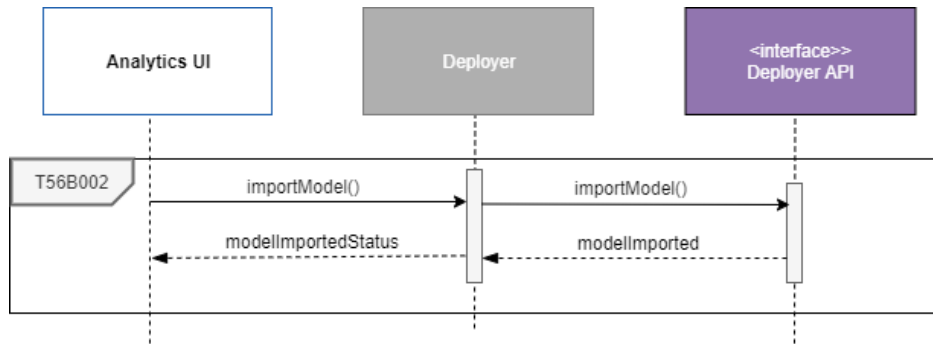 Analytics UI
Deployer
<interface>>
Deployer API
T56B002
importModel()
importModel()
modelImportedStatus
modelImported